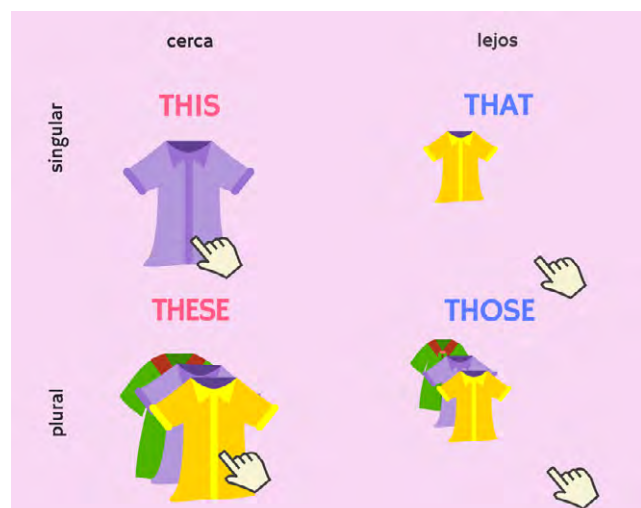 cerca
lejos
singular
THIS
THAT
plural
THESE
THOSE